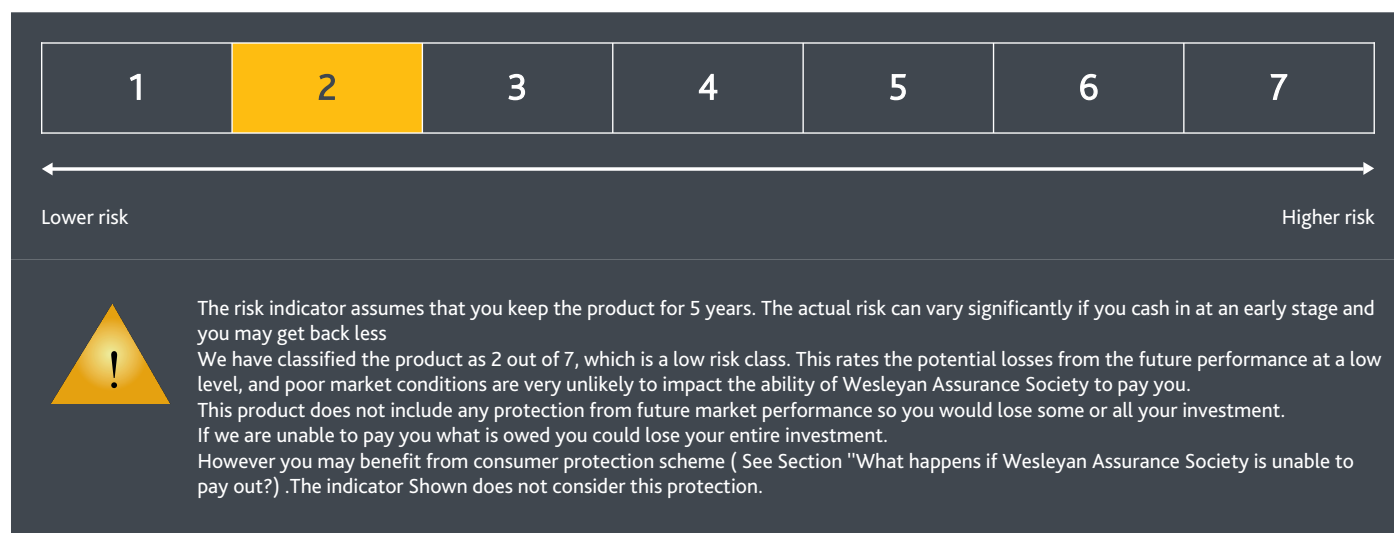 1 2 3 4 5 6 7
Lower risk Higher risk
!
The risk indicator assumes that you keep the product for 5 years. The actual risk can vary significantly if you cash in at an early stage and
you may get back less
We have classified the product as 2 out of 7, which is a low risk class. This rates the potential losses from the future performance at a low
level, and poor market conditions are very unlikely to impact the ability of Wesleyan Assurance Society to pay you.
This product does not include any protection from future market performance so you would lose some or all your investment.
If we are unable to pay you what is owed you could lose your entire investment.
However you may benefit from consumer protection scheme ( See Section "What happens if Wesleyan Assurance Society is unable to
pay out?) .The indicator Shown does not consider this protection.